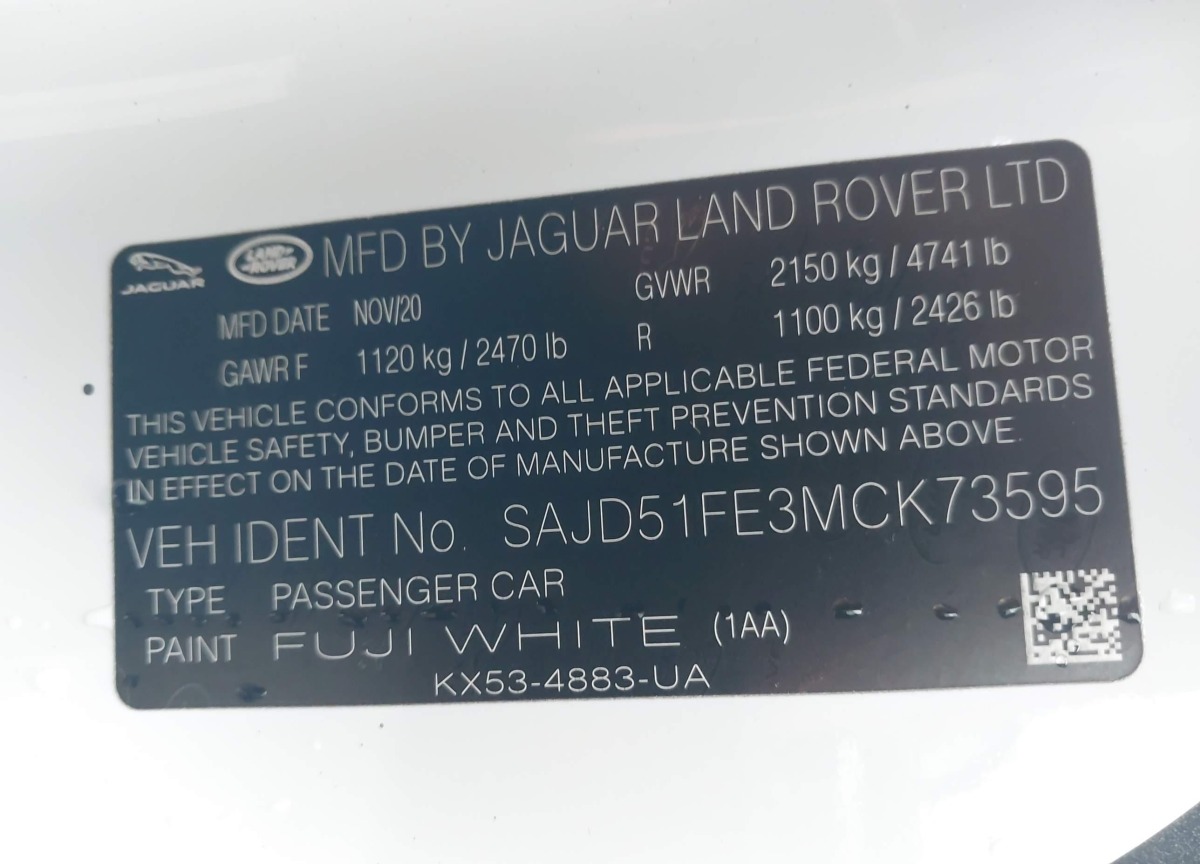 JAGUAR LAND ROVER MFD BY JAGUAR LAND ROVER LTD
MFD DATE NOV/20 GVWR 2150 kg / 4741 lb
GAWR F 1120 kg / 2470 lb R 1100 kg / 2426 lb
THIS VEHICLE CONFORMS TO ALL APPLICABLE FEDERAL MOTOR
VEHICLE SAFETY, BUMPER AND THEFT PREVENTION STANDARDS
IN EFFECT ON THE DATE OF MANUFACTURE SHOWN ABOVE.
VEH IDENT No. SAJD51FE3MCK73595
TYPE PASSENGER CAR
PAINT FUJI WHITE (1AA)
KX53-4883-UA